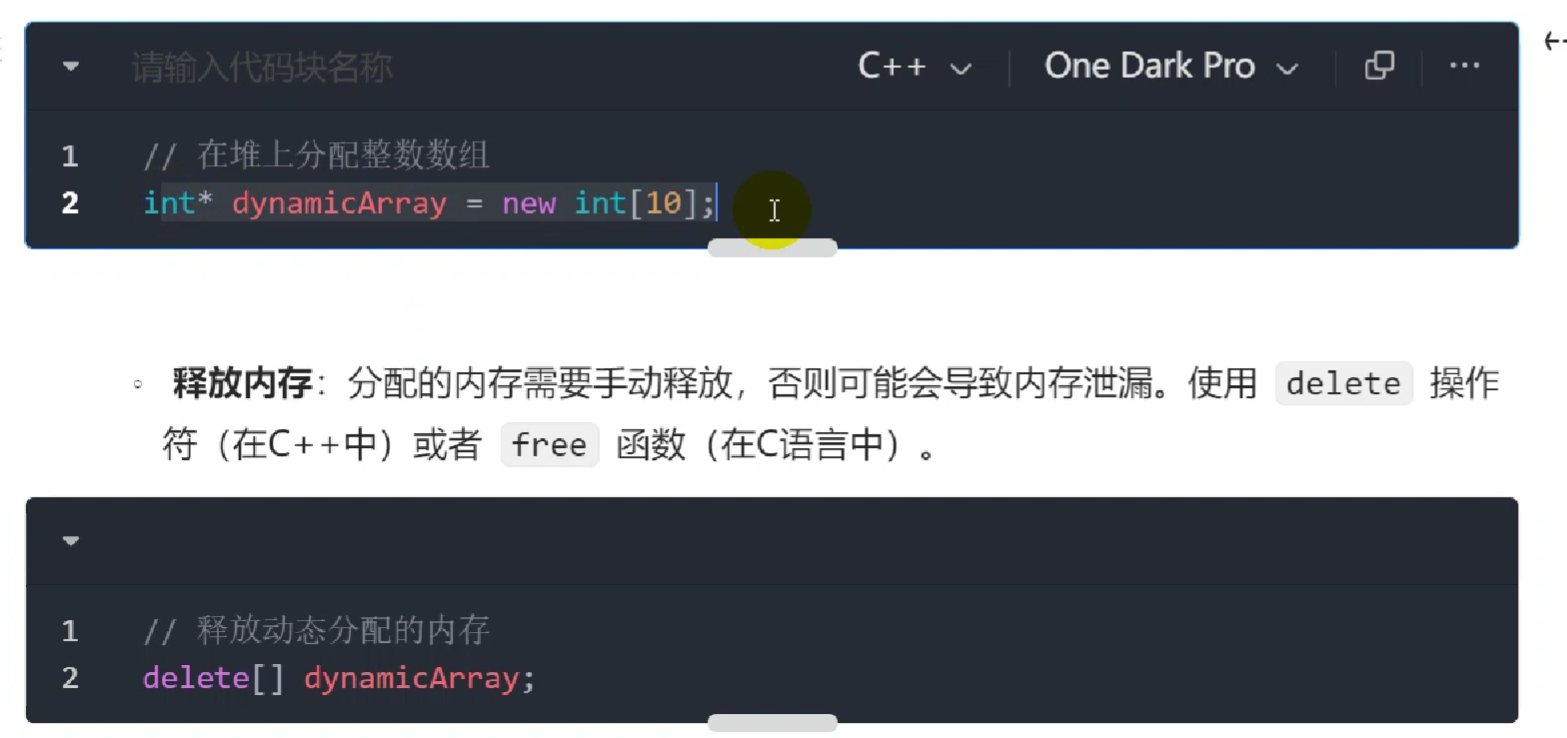 请输入代码块名称 C++ One Dark Pro ···
1 // 在堆上分配整数数组
2 int* dynamicArray = new int[10];
◦ 释放内存：分配的内存需要手动释放，否则可能会导致内存泄漏。使用 delete 操作
符（在C++中）或者 free 函数（在C语言中）。
1 // 释放动态分配的内存
2 delete[] dynamicArray;